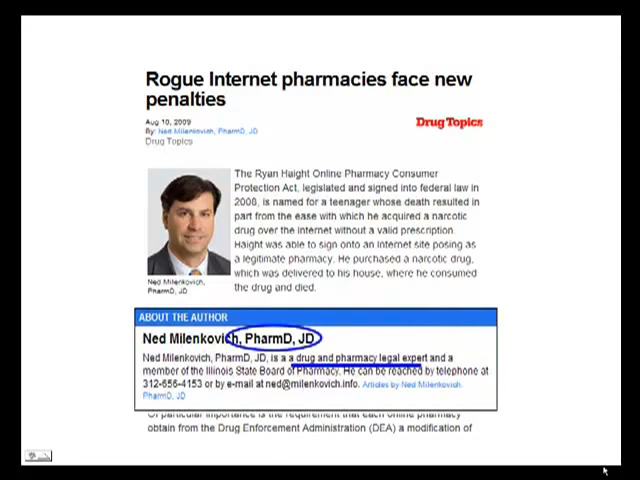 Rogue Internet pharmacies face new
penalties
Aug 10, 2009
By: Ned Milenkovich, PharmD, JD
Drug Topics
Drug Topics
The Ryan Haight Online Pharmacy Consumer
Protection Act, legislated and signed into federal law in
2008, is named for a teenager whose death resulted in
part from the ease with which he acquired a narcotic
drug over the Internet without a valid prescription.
Haight was able to sign onto an Internet site posing as
a legitimate pharmacy. He purchased a narcotic drug,
which was delivered to his house, where he consumed
the drug and died.
Ned Milenkovich,
PharmD, JD
ABOUT THE AUTHOR
Ned Milenkovich, PharmD, JD
Ned Milenkovich, PharmD, JD, is a a drug and pharmacy legal expert and a
member of the Illinois State Board of Pharmacy. He can be reached by telephone at
312-656-4153 or by e-mail at ned@milenkovich.info. Articles by Ned Milenkovich,
PharmD, JD
Of particular importance is the requirement that each online pharmacy
obtain from the Drug Enforcement Administration (DEA) a modification of